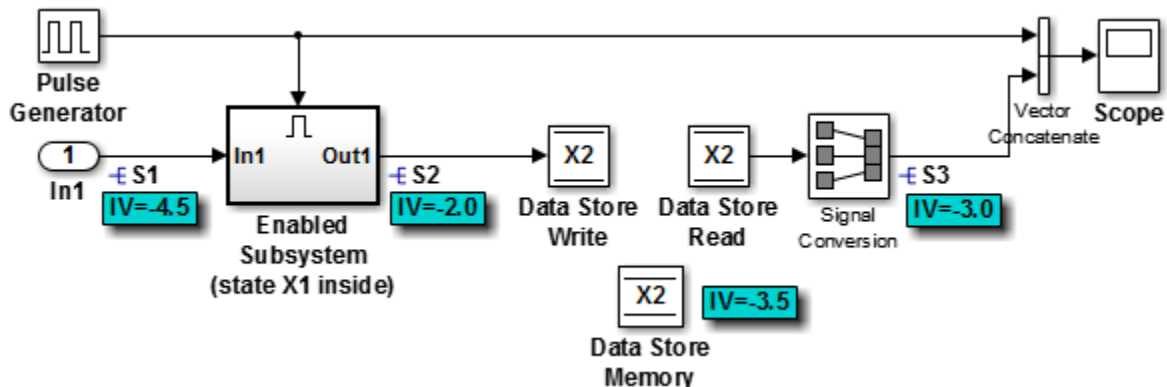 Pulse
Generator
1
In1
S1
IV=-4.5
In1
Out1
Enabled
Subsystem
(state X1 inside)
S2
IV=-2.0
X2
Data Store
Write
X2
Data Store
Read
Signal
Conversion
S3
IV=-3.0
Vector
Concatenate
Scope
X2
IV=-3.5
Data Store
Memory